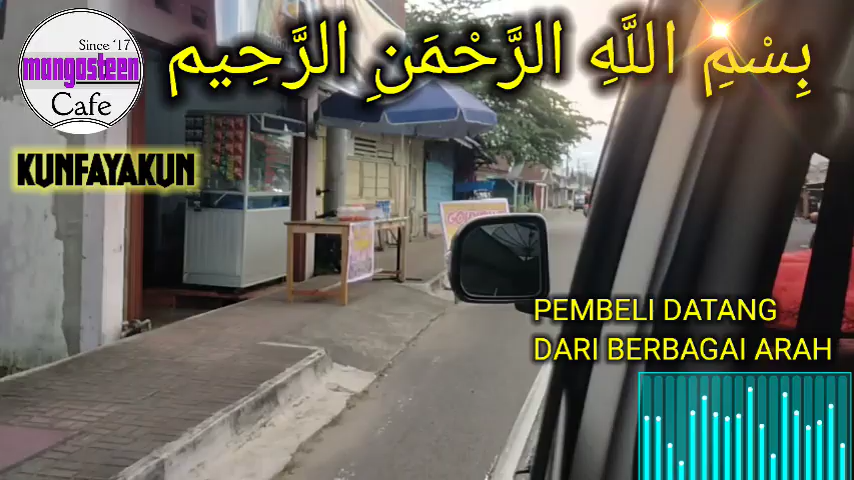 Since '17
mangosteen
Cafe
بِسْمِ اللَّهِ الرَّحْمَنِ الرَّحِيم
KUNFAYAKUN
PEMBELI DATANG
DARI BERBAGAI ARAH